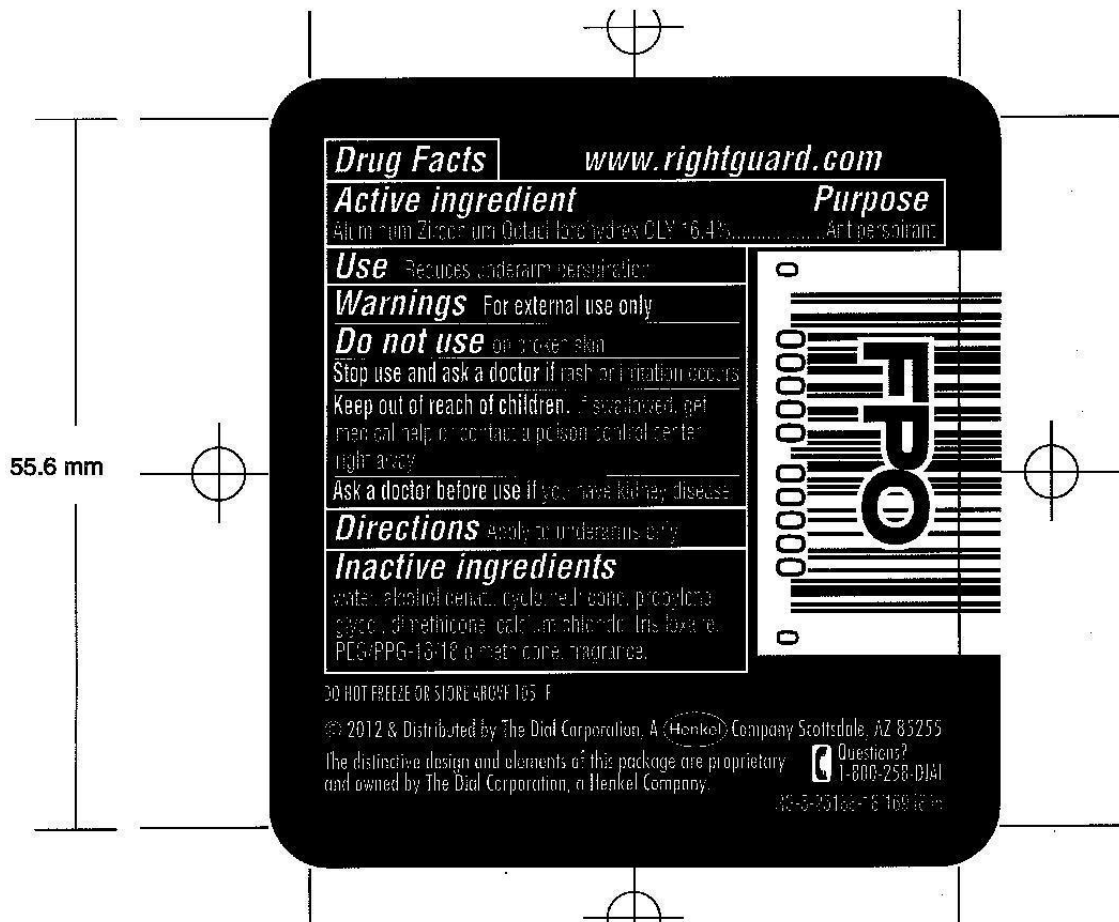 Drug Facts
www.rightguard.com
Active ingredient Purpose
Aluminum Zirconium Octachlorohydrex GLY 16.4%..................Antiperspirant
Use Reduces underarm perspiration
Warnings For external use only
Do not use on broken skin
Stop use and ask a doctor if rash or irritation occurs
Keep out of reach of children. If swallowed, get
medical help or contact a poison control center
right away
Ask a doctor before use if you have kidney disease
Directions Apply to underarms only
Inactive ingredients
water, alcohol denat., cyclomethicone, propylene
glycol, dimethicone, calcium chloride, trisiloxane,
PEG/PPG-18/18 dimethicone, fragrance.
0
00000 00000
0
FPO
DO NOT FREEZE OR STORE ABOVE 105 F
© 2012 & Distributed by The Dial Corporation, A Henkel Company Scottsdale, AZ 85255
The distinctive design and elements of this package are proprietary
and owned by The Dial Corporation, a Henkel Company.
Questions?
1-800-258-DIAL
55.6 mm